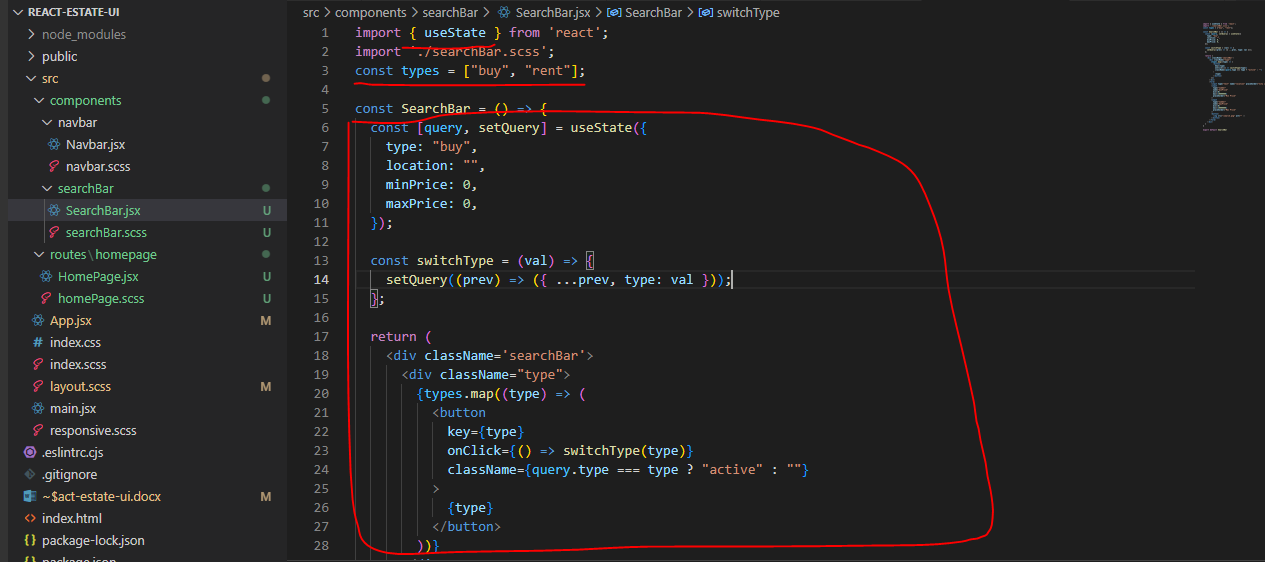 REACT-ESTATE-UI
node_modules
public
src
components
navbar
Navbar.jsx
navbar.scss
searchBar
SearchBar.jsx U
searchBar.scss U
routes\homepage
HomePage.jsx U
homePage.scss U
App.jsx M
# index.css
index.scss
layout.scss M
main.jsx
responsive.scss
.eslintrc.cjs
.gitignore
~$act-estate-ui.docx M
<> index.html
{} package-lock.json
{} package.json
src > components > searchBar > SearchBar.jsx > SearchBar > switchType
1 import { useState } from 'react';
2 import './searchBar.scss';
3 const types = ["buy", "rent"];
4
5 const SearchBar = () => {
6 const [query, setQuery] = useState({
7 type: "buy",
8 location: "",
9 minPrice: 0,
10 maxPrice: 0,
11 });
12
13 const switchType = (val) => {
14 setQuery((prev) => ({ ...prev, type: val }));
15 };
16
17 return (
18 <div className='searchBar'>
19 <div className="type">
20 {types.map((type) => (
21 <button
22 key={type}
23 onClick={() => switchType(type)}
24 className={query.type === type ? "active" : ""}
25 >
26 {type}
27 </button>
28 ))}